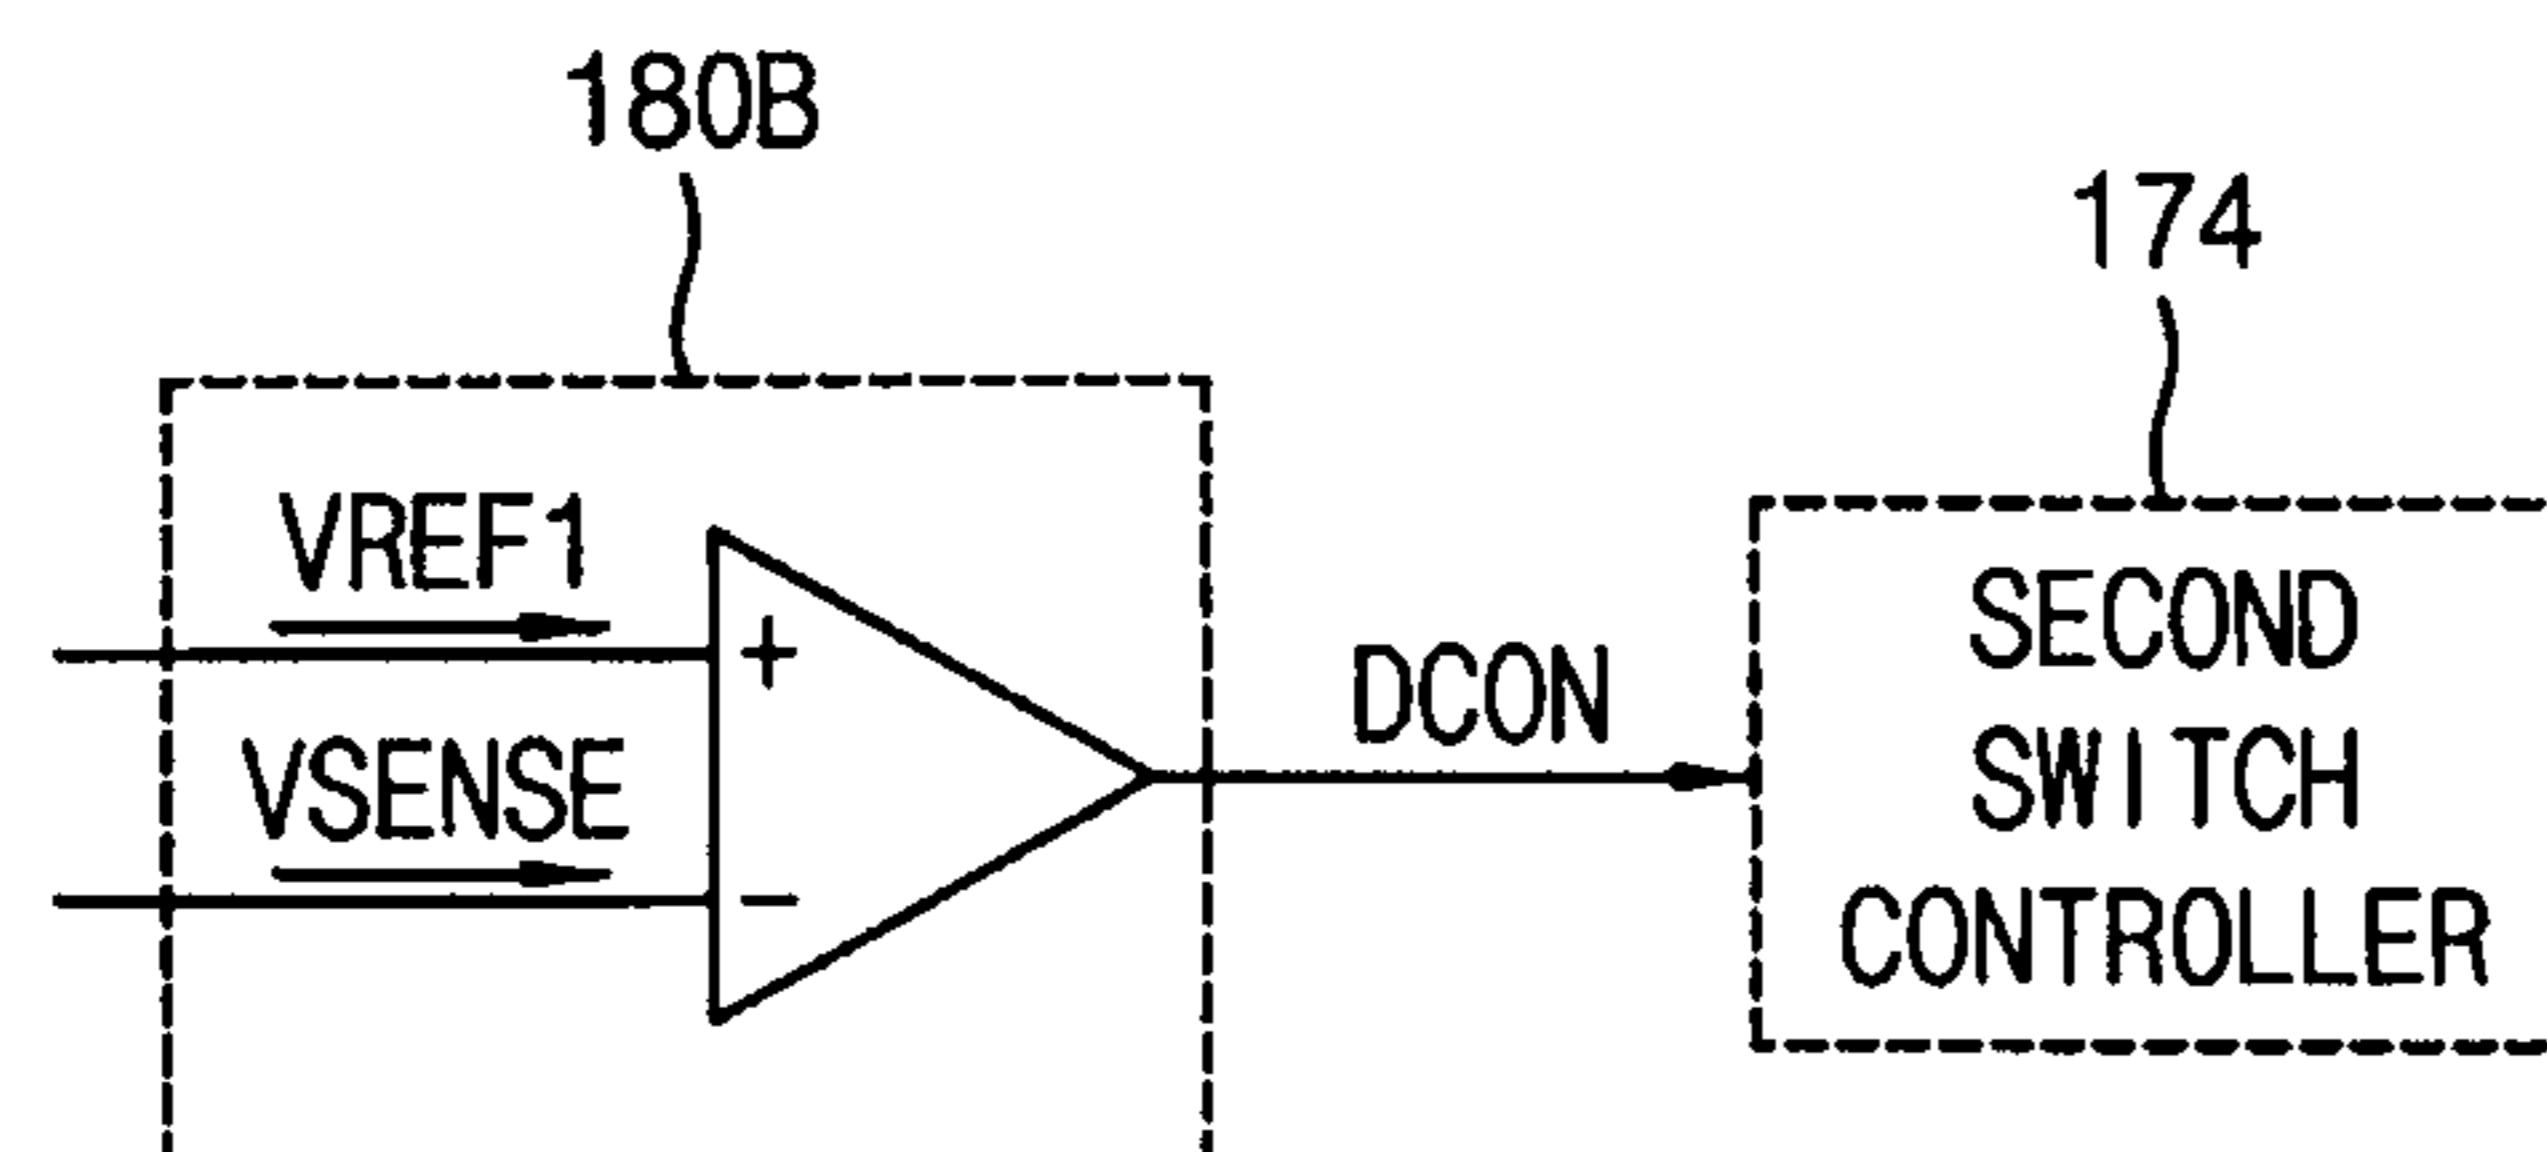 180B
174
VREF1
+
VSENSE
-
DCON
SECOND
SWITCH
CONTROLLER